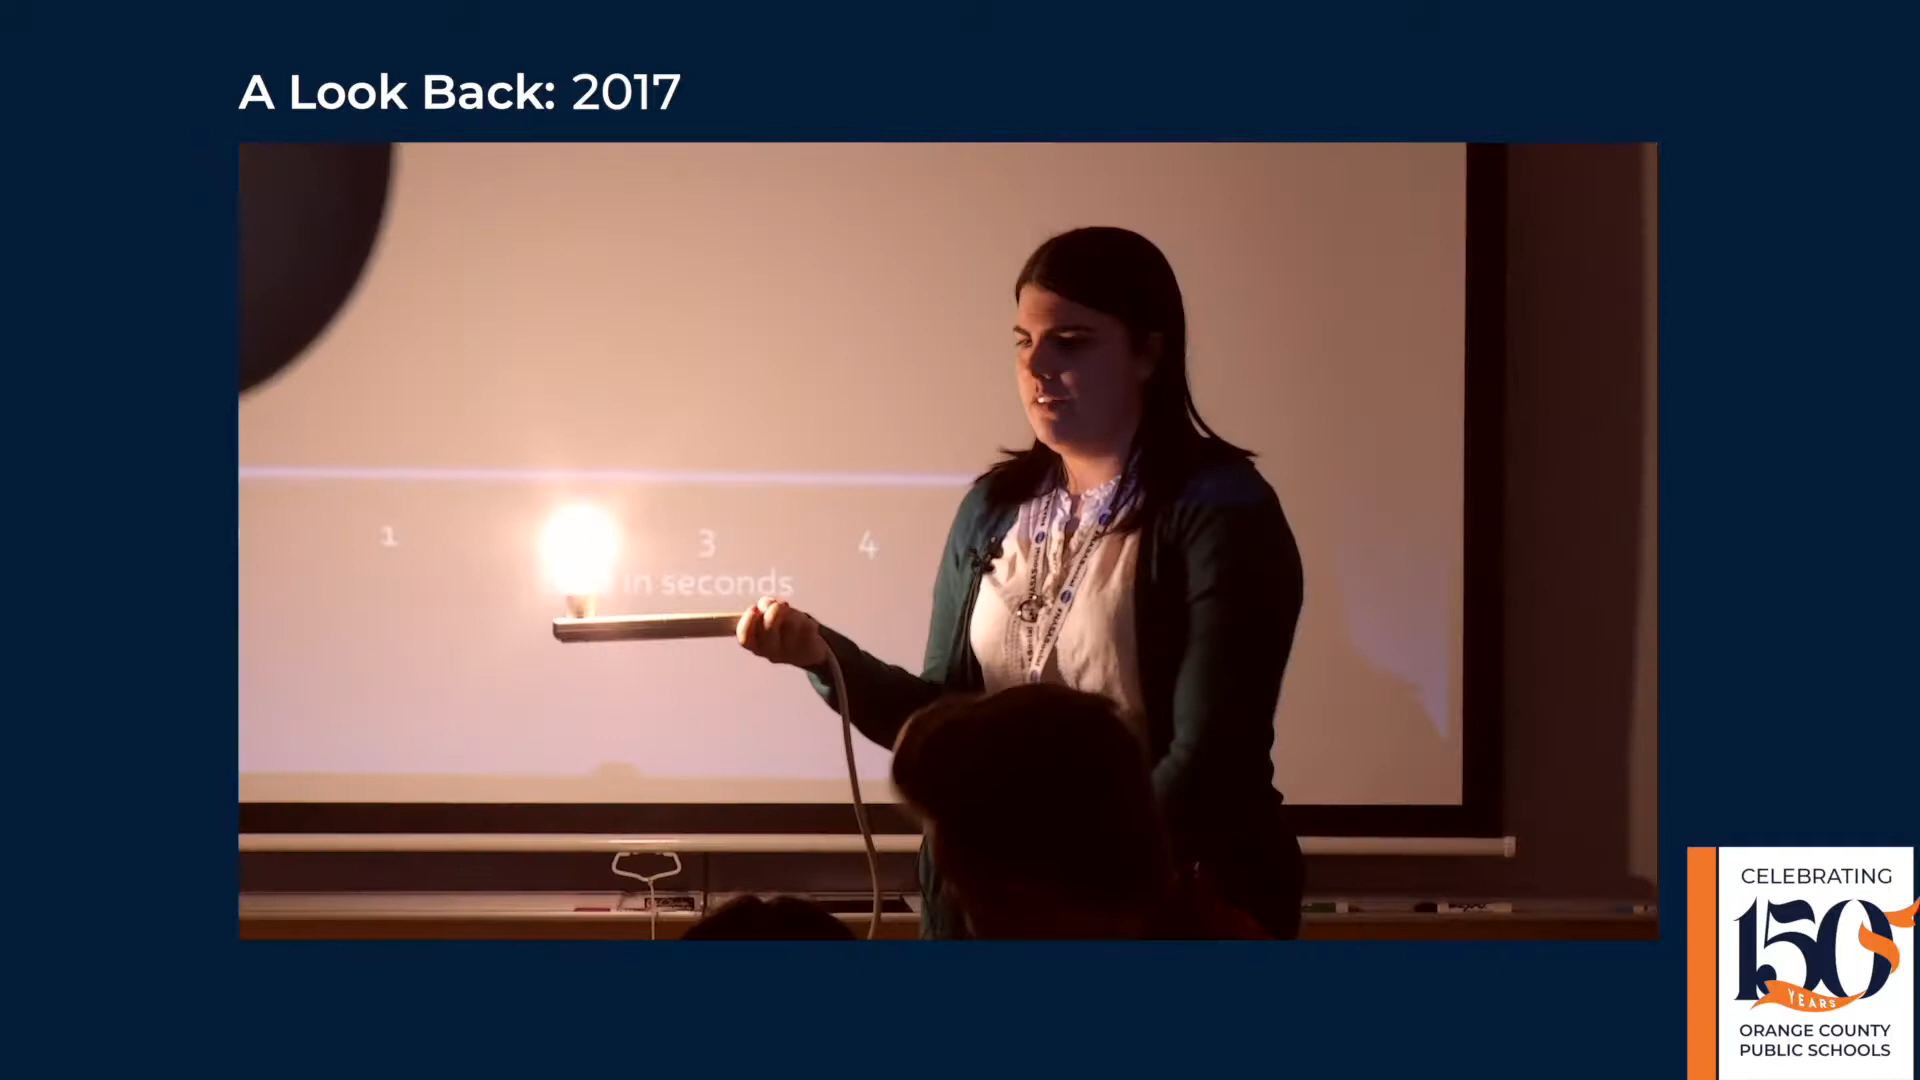 A Look Back: 2017
1
3
4
in seconds
CELEBRATING
150
YEARS
ORANGE COUNTY
PUBLIC SCHOOLS